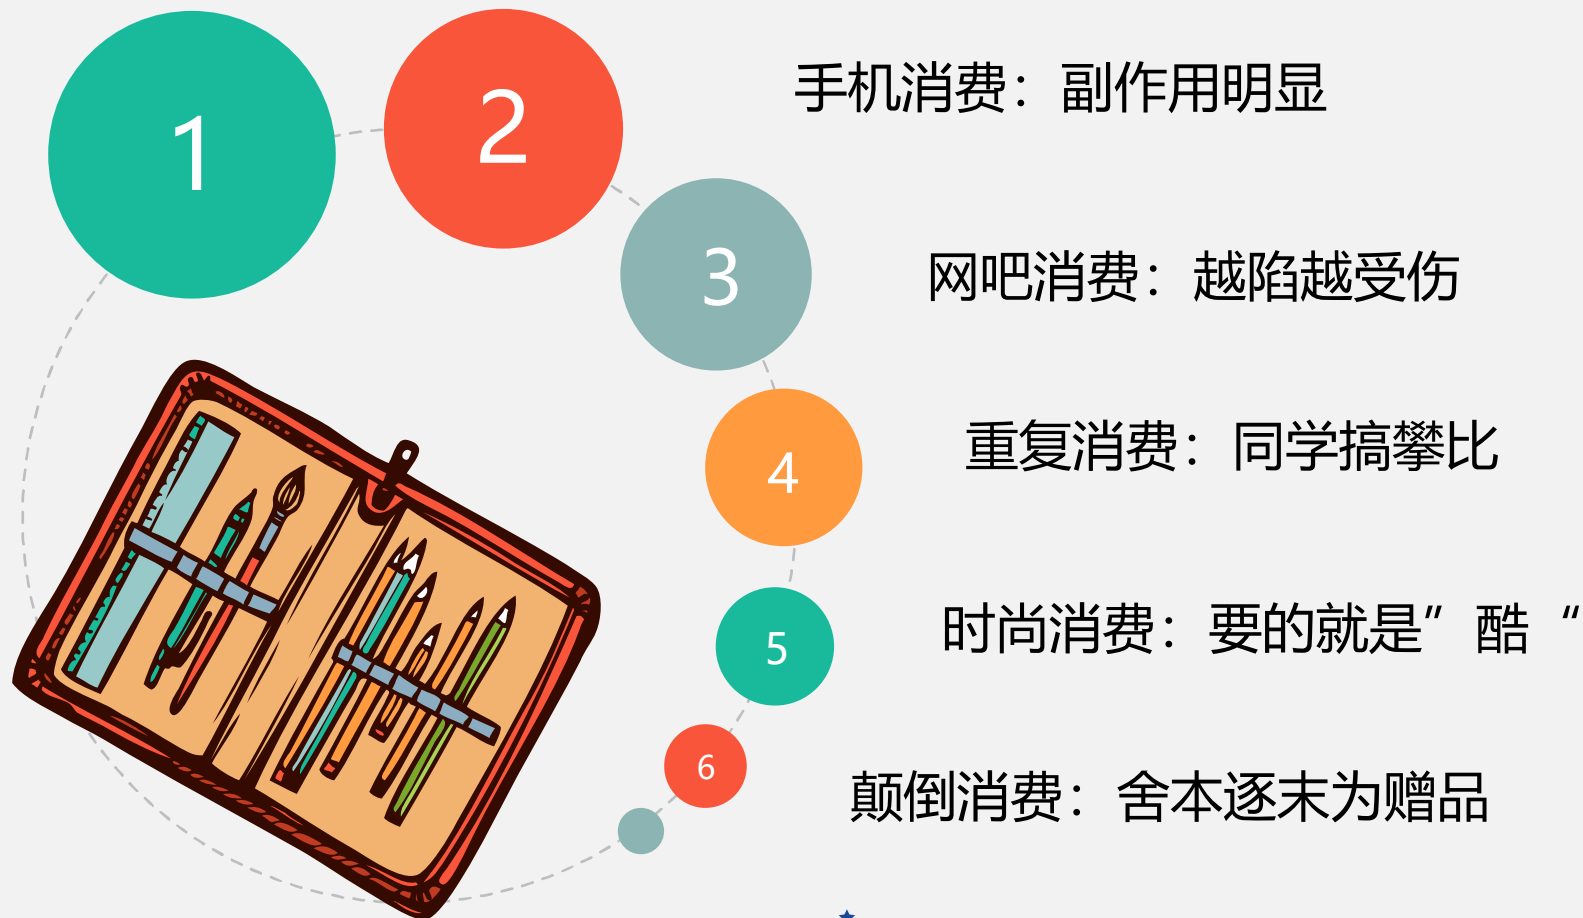 1
2
手机消费：副作用明显
3
网吧消费：越陷越受伤
4
重复消费：同学搞攀比
5
时尚消费：要的就是”酷“
6
颠倒消费：舍本逐末为赠品